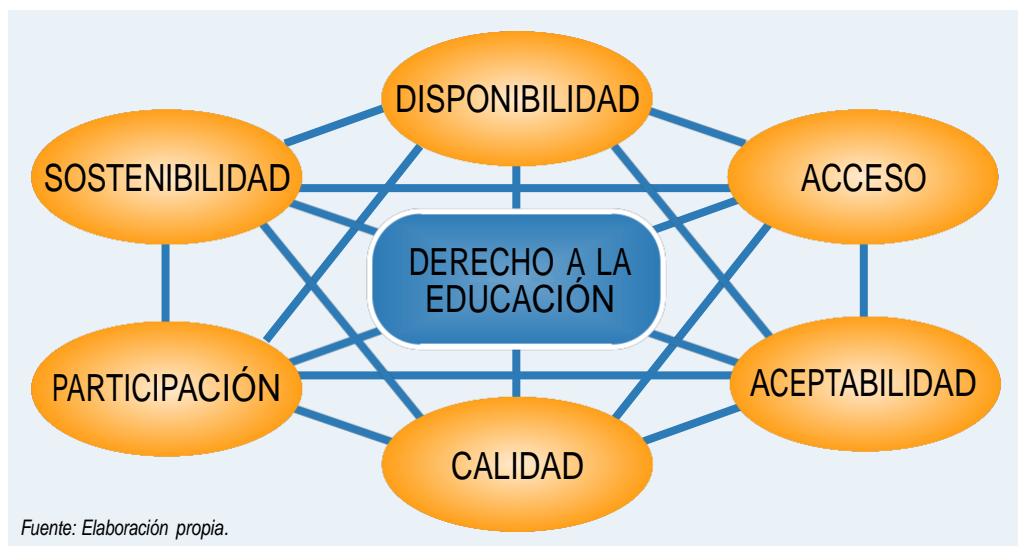 DISPONIBILIDAD
SOSTENIBILIDAD
ACCESO
DERECHO A LA
EDUCACIÓN
PARTICIPACIÓN
ACEPTABILIDAD
CALIDAD
Fuente: Elaboración propia.